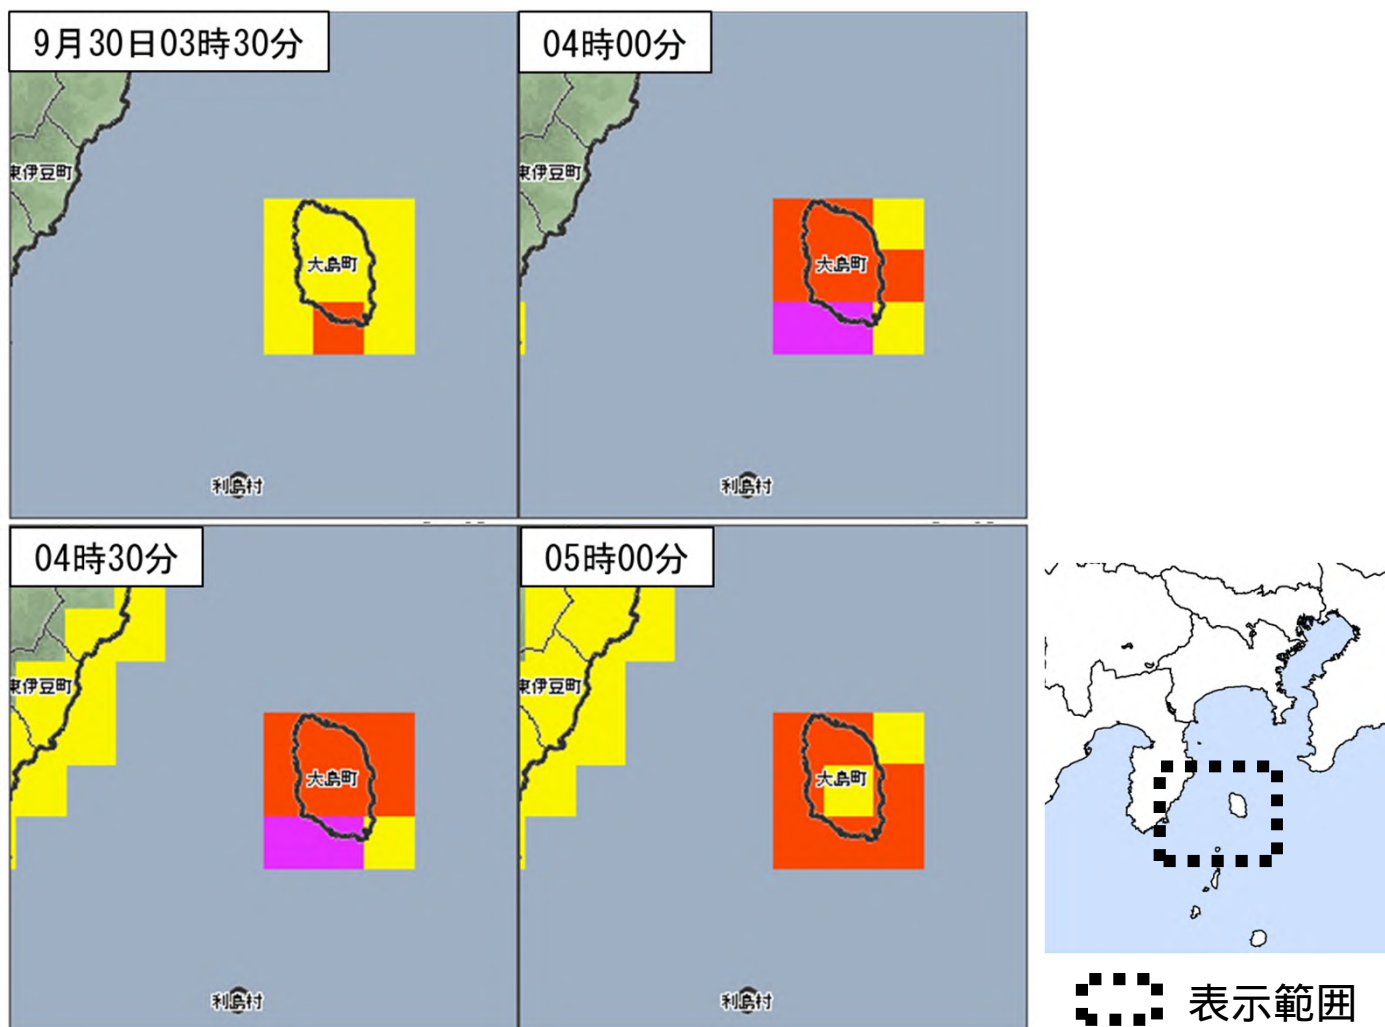 9月30日03時30分
04時00分
東伊豆町
東伊豆町
大島町
大島町
利島村
利島村
04時30分
05時00分
東伊豆町
東伊豆町
大島町
大島町
利島村
利島村
表示範囲